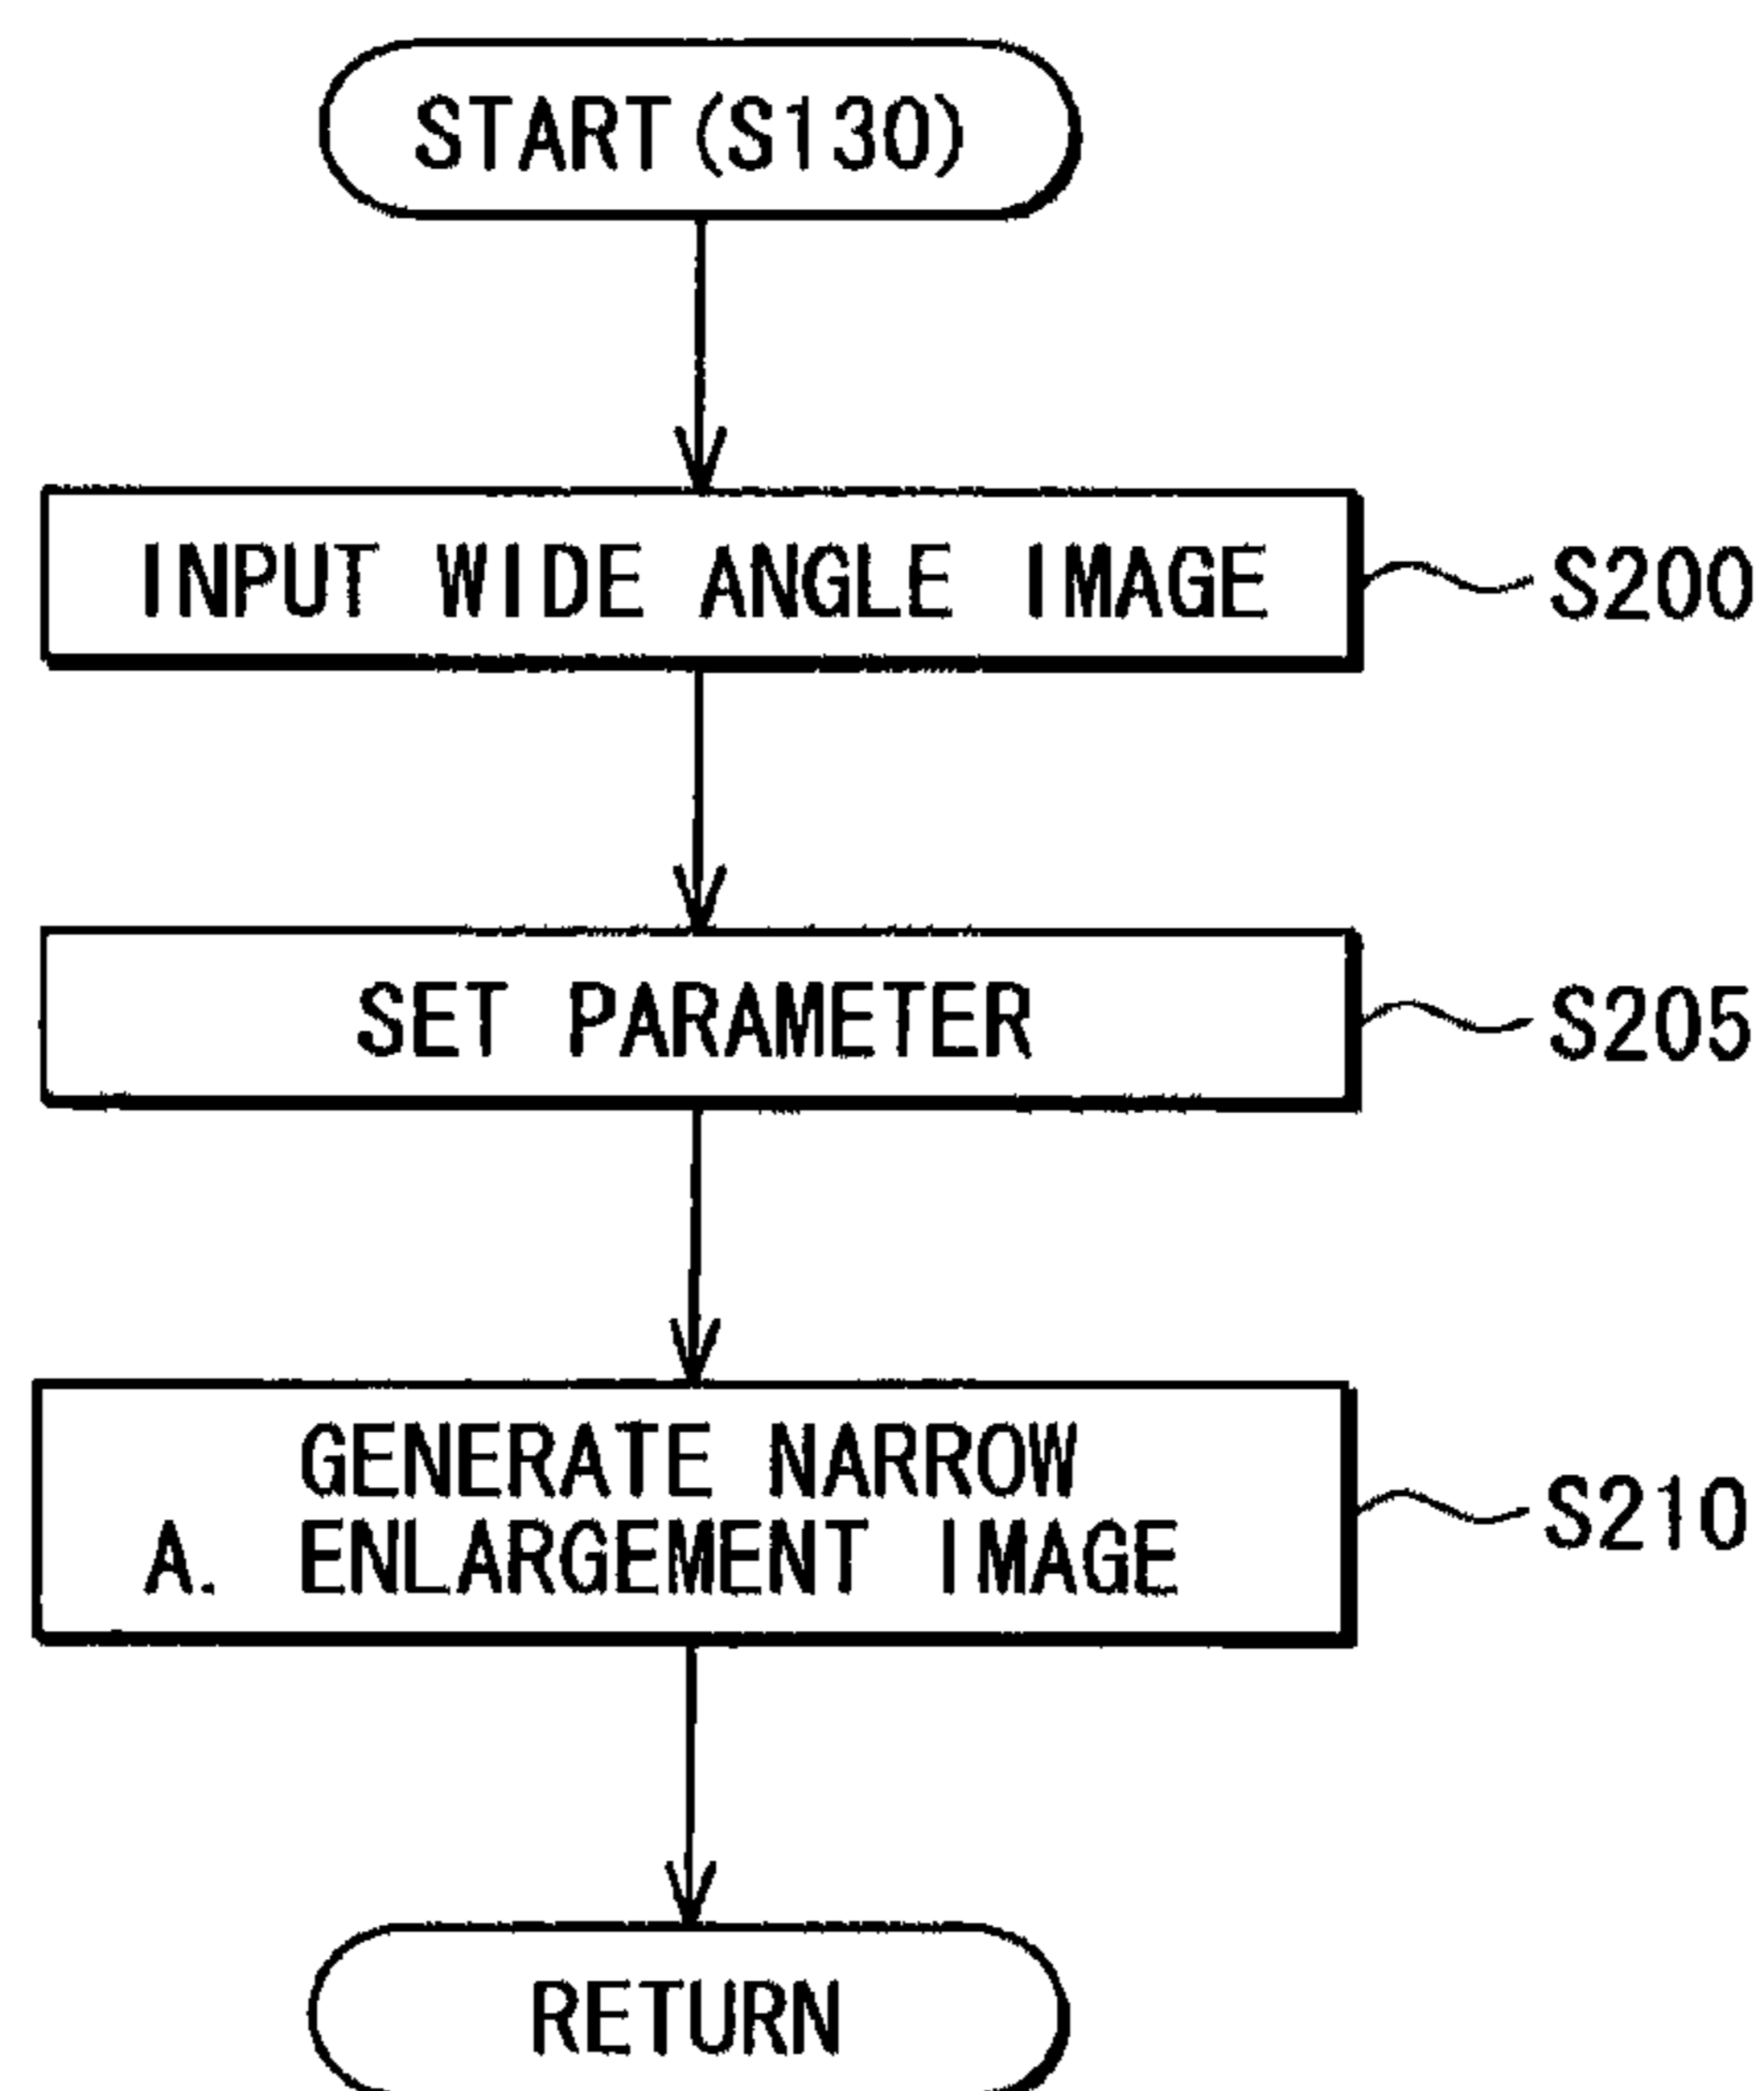 START(S130)
INPUT WIDE ANGLE IMAGE
S200
SET PARAMETER
S205
GENERATE NARROW
A. ENLARGEMENT IMAGE
S210
RETURN